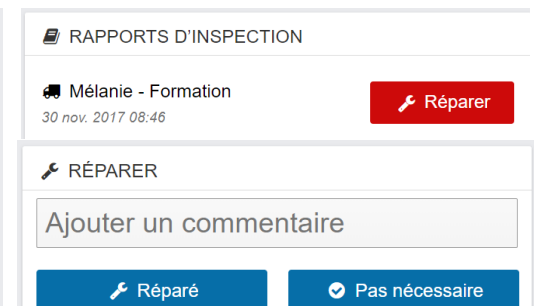 RAPPORTS D'INSPECTION
Mélanie - Formation
30 nov. 2017 08:46
Réparer
RÉPARER
Ajouter un commentaire
Réparé
Pas nécessaire